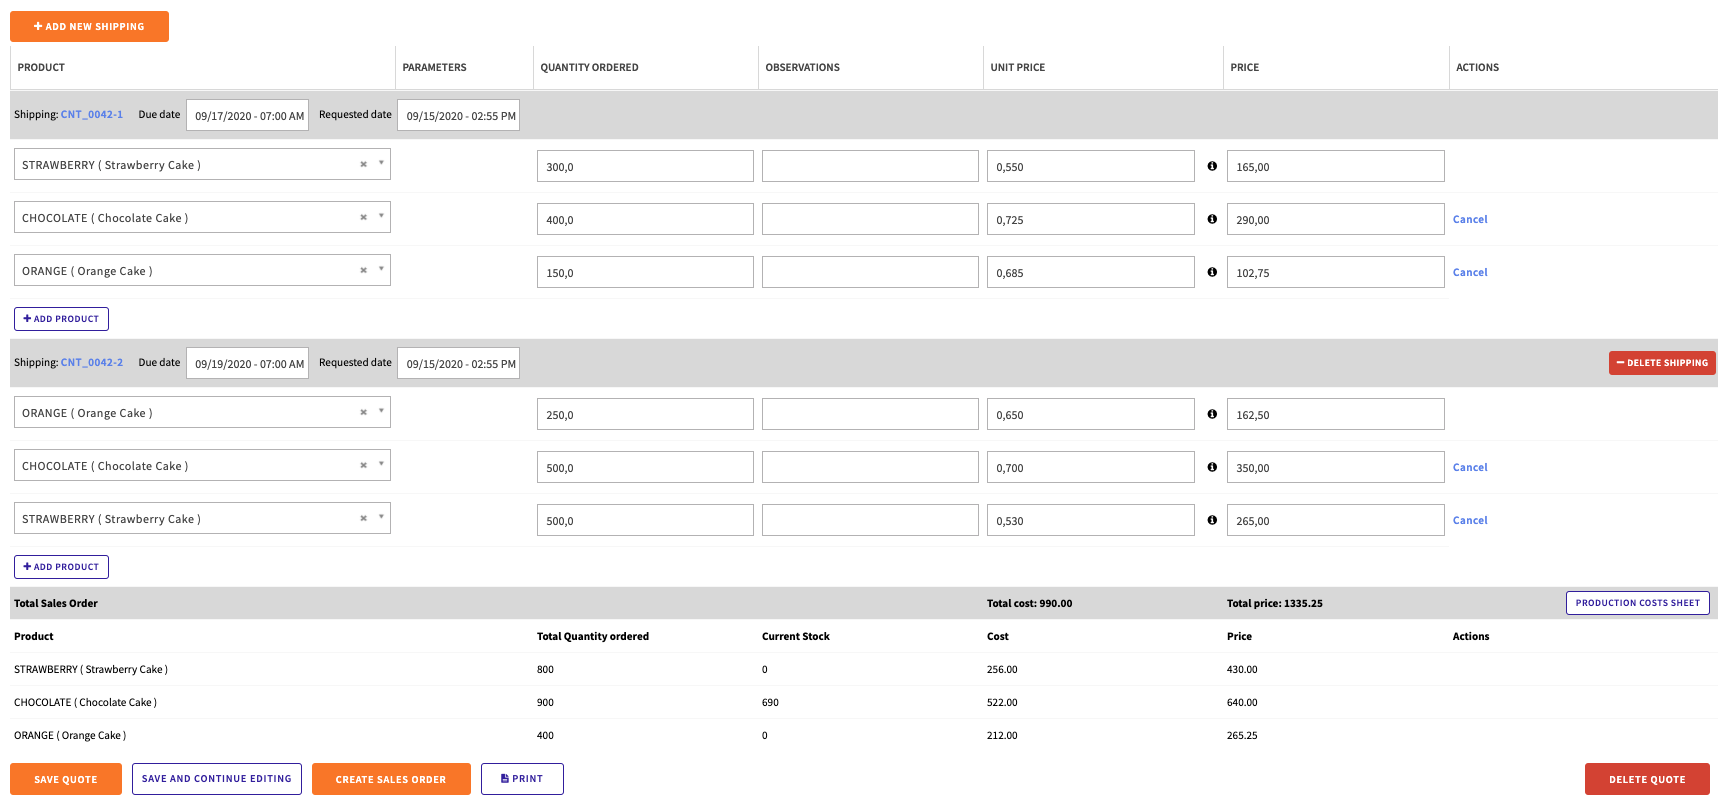 ADD NEW SHIPPING
PRODUCT PARAMETERS QUANTITY ORDERED OBSERVATIONS UNIT PRICE PRICE ACTIONS
Shipping: CNT_0042-1 Due date 09/17/2020 - 07:00 AM Requested date 09/15/2020 - 02:55 PM
STRAWBERRY ( Strawberry Cake ) 300,0 0,550 165,00
CHOCOLATE ( Chocolate Cake ) 400,0 0,725 290,00 Cancel
ORANGE ( Orange Cake ) 150,0 0,685 102,75 Cancel
ADD PRODUCT
Shipping: CNT_0042-2 Due date 09/19/2020 - 07:00 AM Requested date 09/15/2020 - 02:55 PM DELETE SHIPPING
ORANGE ( Orange Cake ) 250,0 0,650 162,50
CHOCOLATE ( Chocolate Cake ) 500,0 0,700 350,00 Cancel
STRAWBERRY ( Strawberry Cake ) 500,0 0,530 265,00 Cancel
ADD PRODUCT
Total Sales Order Total cost: 990.00 Total price: 1335.25 PRODUCTION COSTS SHEET
Product Total Quantity ordered Current Stock Cost Price Actions
STRAWBERRY ( Strawberry Cake ) 800 0 256.00 430.00
CHOCOLATE ( Chocolate Cake ) 900 690 522.00 640.00
ORANGE ( Orange Cake ) 400 0 212.00 265.25
SAVE QUOTE SAVE AND CONTINUE EDITING CREATE SALES ORDER PRINT DELETE QUOTE